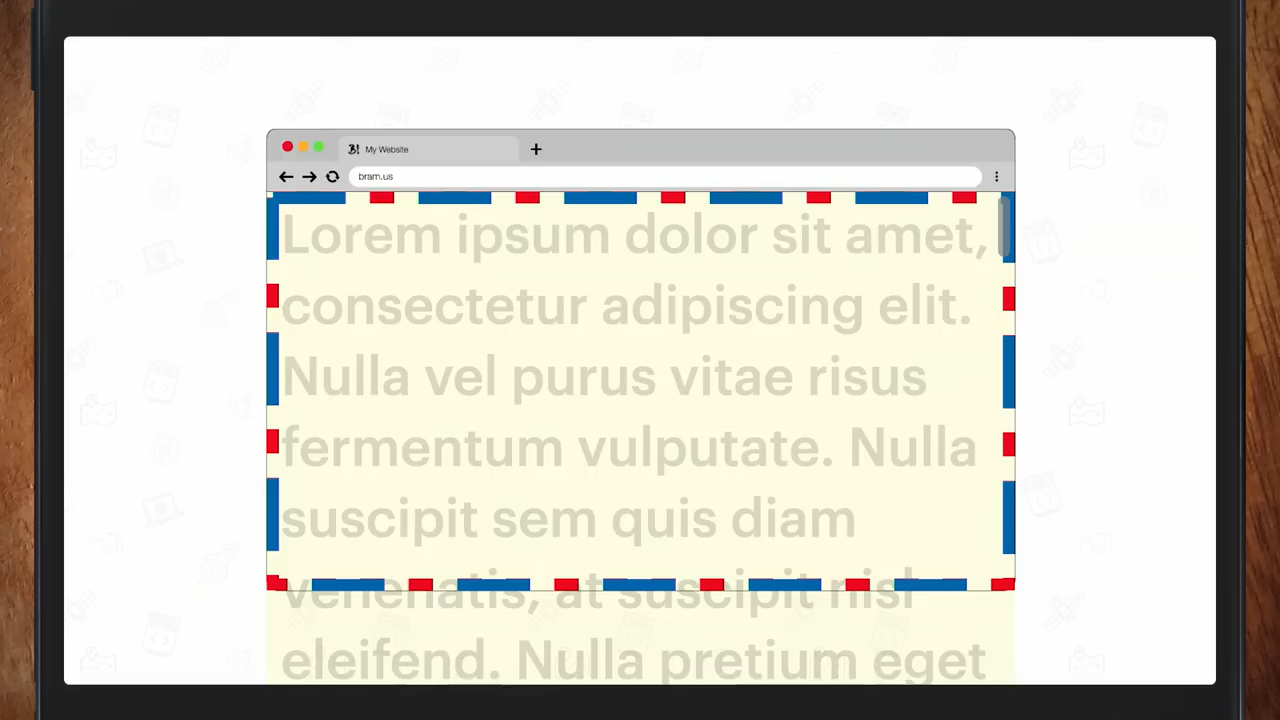 B! My Website
bram.us
Lorem ipsum dolor sit amet,
consectetur adipiscing elit.
Nulla vel purus vitae risus
fermentum vulputate. Nulla
suscipit sem quis diam
venenatis, at suscipit nisl
eleifend. Nulla pretium eget